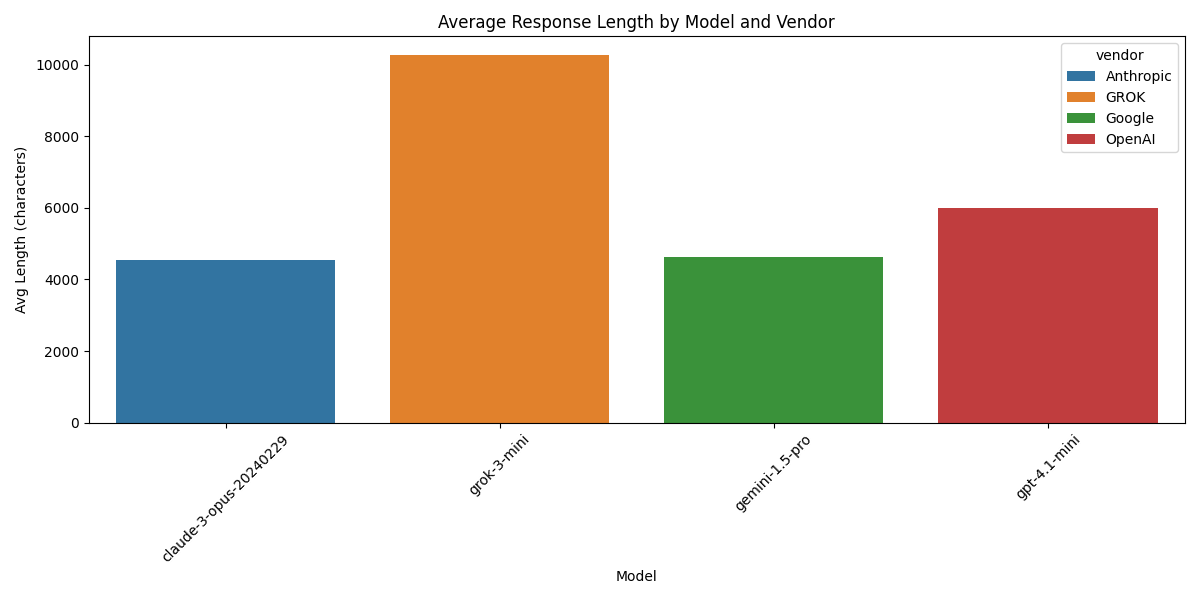 Average Response Length by Model and Vendor
vendor
Anthropic
GROK
Google
OpenAI
Avg Length (characters)
10000
8000
6000
4000
2000
0
claude-3-opus-20240229
grok-3-mini
gemini-1.5-pro
gpt-4.1-mini
Model